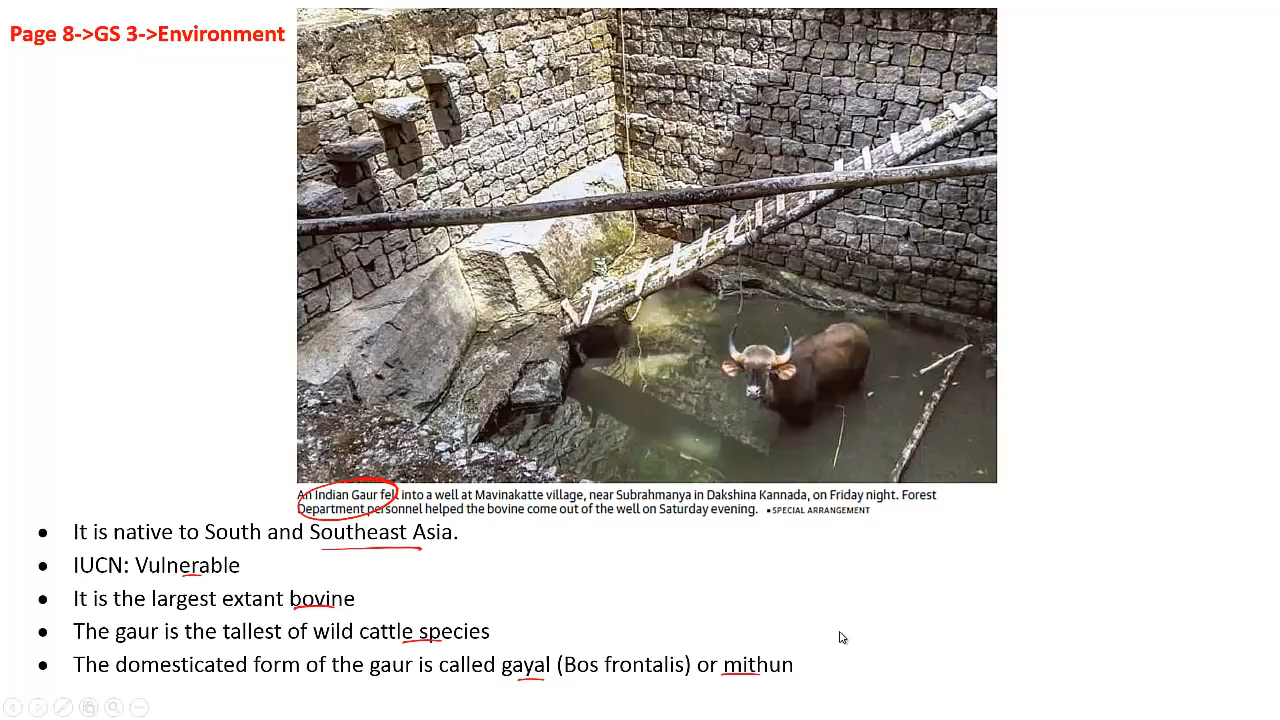 Page 8->GS 3->Environment
An Indian Gaur fell into a well at Mavinakatte village, near Subrahmanya in Dakshina Kannada, on Friday night. Forest
Department personnel helped the bovine come out of the well on Saturday evening. •SPECIAL ARRANGEMENT
• It is native to South and Southeast Asia.
• IUCN: Vulnerable
• It is the largest extant bovine
• The gaur is the tallest of wild cattle species
• The domesticated form of the gaur is called gayal (Bos frontalis) or mithun